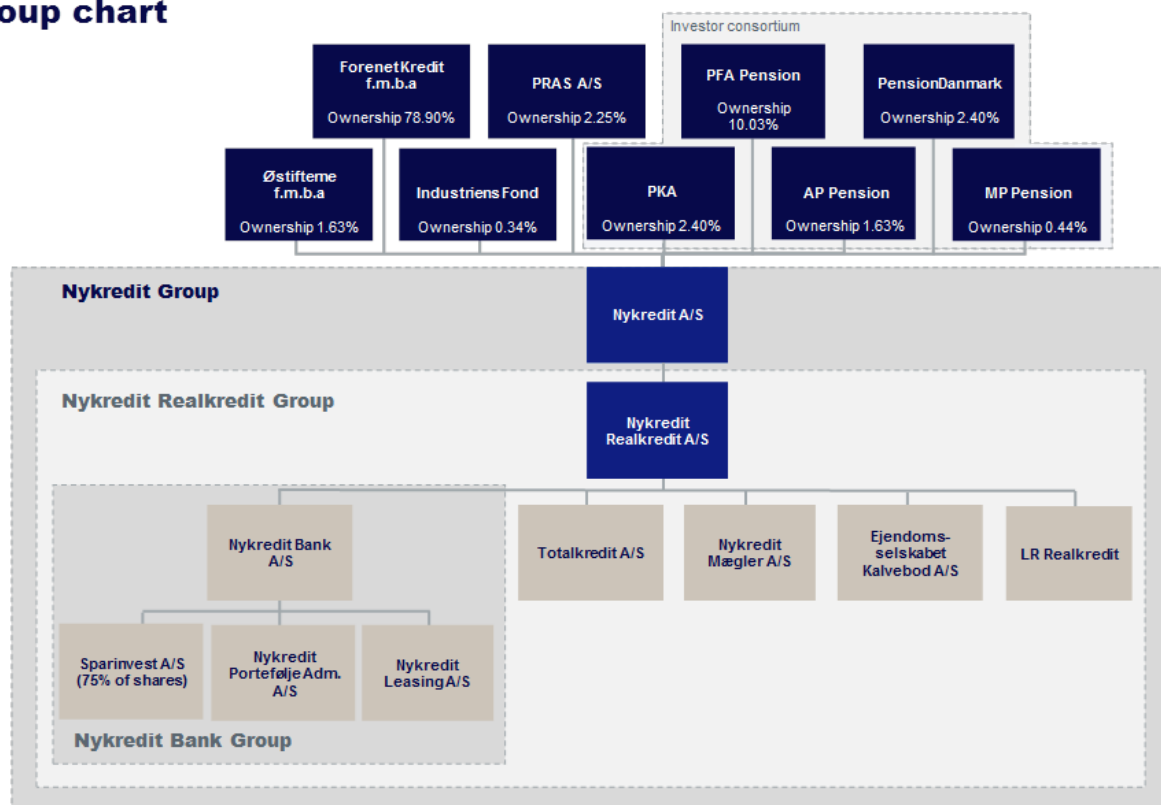 oup chart
Investor consortium
Forenet Kredit
f.m.b.a
Ownership 78.90%
PRAS A/S
Ownership 2.25%
PFA Pension
Ownership
10.03%
PensionDanmark
Ownership 2.40%
Østifterne
f.m.b.a
Ownership 1.63%
Industriens Fond
Ownership 0.34%
PKA
Ownership 2.40%
AP Pension
Ownership 1.63%
MP Pension
Ownership 0.44%
Nykredit Group
Nykredit A/S
Nykredit Realkredit Group
Nykredit
Realkredit A/S
Nykredit Bank
A/S
Totalkredit A/S
Nykredit
Mægler A/S
Ejendoms-
selskabet
Kalvebod A/S
LR Realkredit
Sparinvest A/S
(75% of shares)
Nykredit
Portefølje Adm.
A/S
Nykredit
Leasing A/S
Nykredit Bank Group